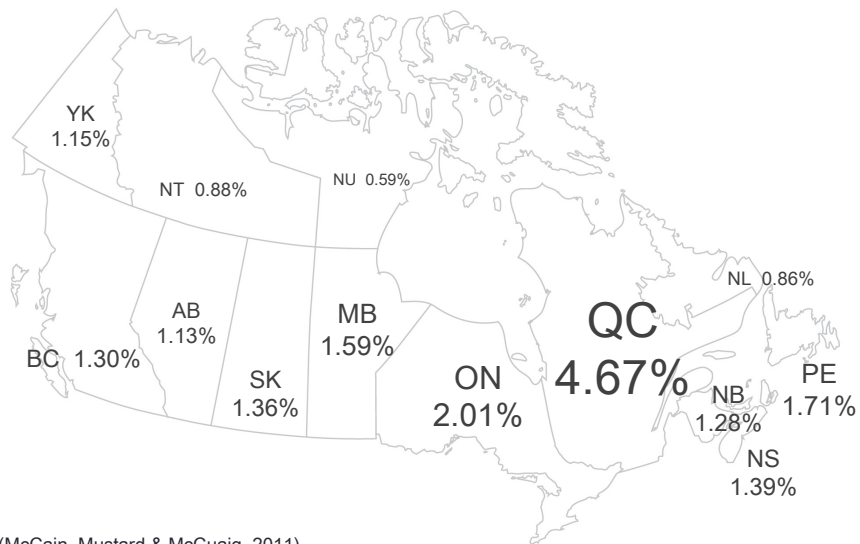 YK
1.15%
NT 0.88%
NU 0.59%
NL 0.86%
AB
1.13%
MB
1.59%
QC
4.67%
BC 1.30%
SK
1.36%
ON
2.01%
NB
1.28%
PE
1.71%
NS
1.39%
(McCain, Mustard & McCuaig, 2011)